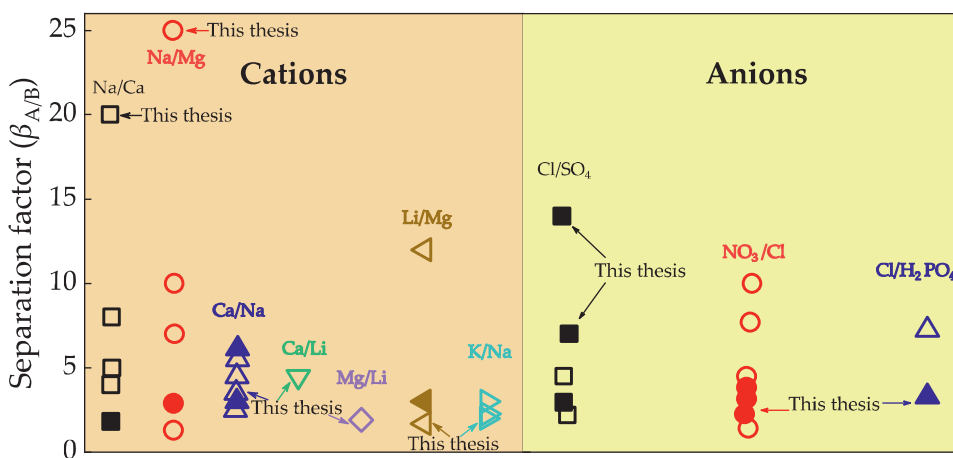 25
20
15
10
5
0
Separation factor (βA/B)
Cations
Anions
Na/Mg
This thesis
Na/Ca
This thesis
Cl/SO₄
Li/Mg
This thesis
NO₃/Cl
Cl/H₂PO₄
Ca/Na
Ca/Li
K/Na
Mg/Li
This thesis
This thesis
This thesis